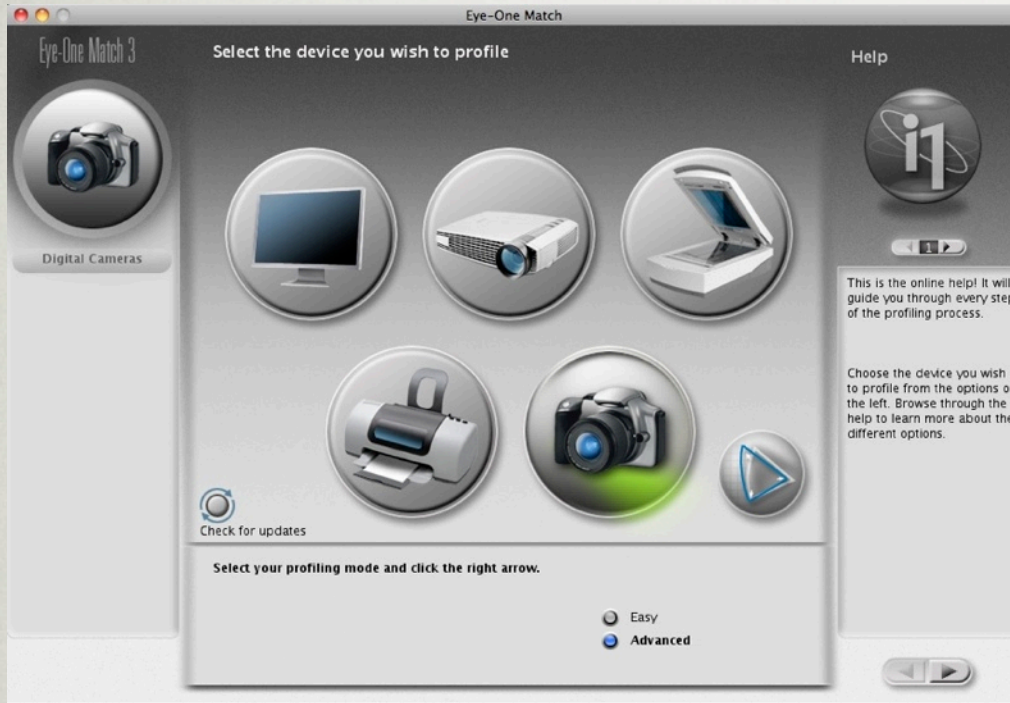 Eye-One Match
Eye-One Match 3
Select the device you wish to profile
Help
i1
Digital Cameras
1
This is the online help! It will
guide you through every step
of the profiling process.
Choose the device you wish
to profile from the options o
the left. Browse through the
help to learn more about the
different options.
Check for updates
Select your profiling mode and click the right arrow.
Easy
Advanced